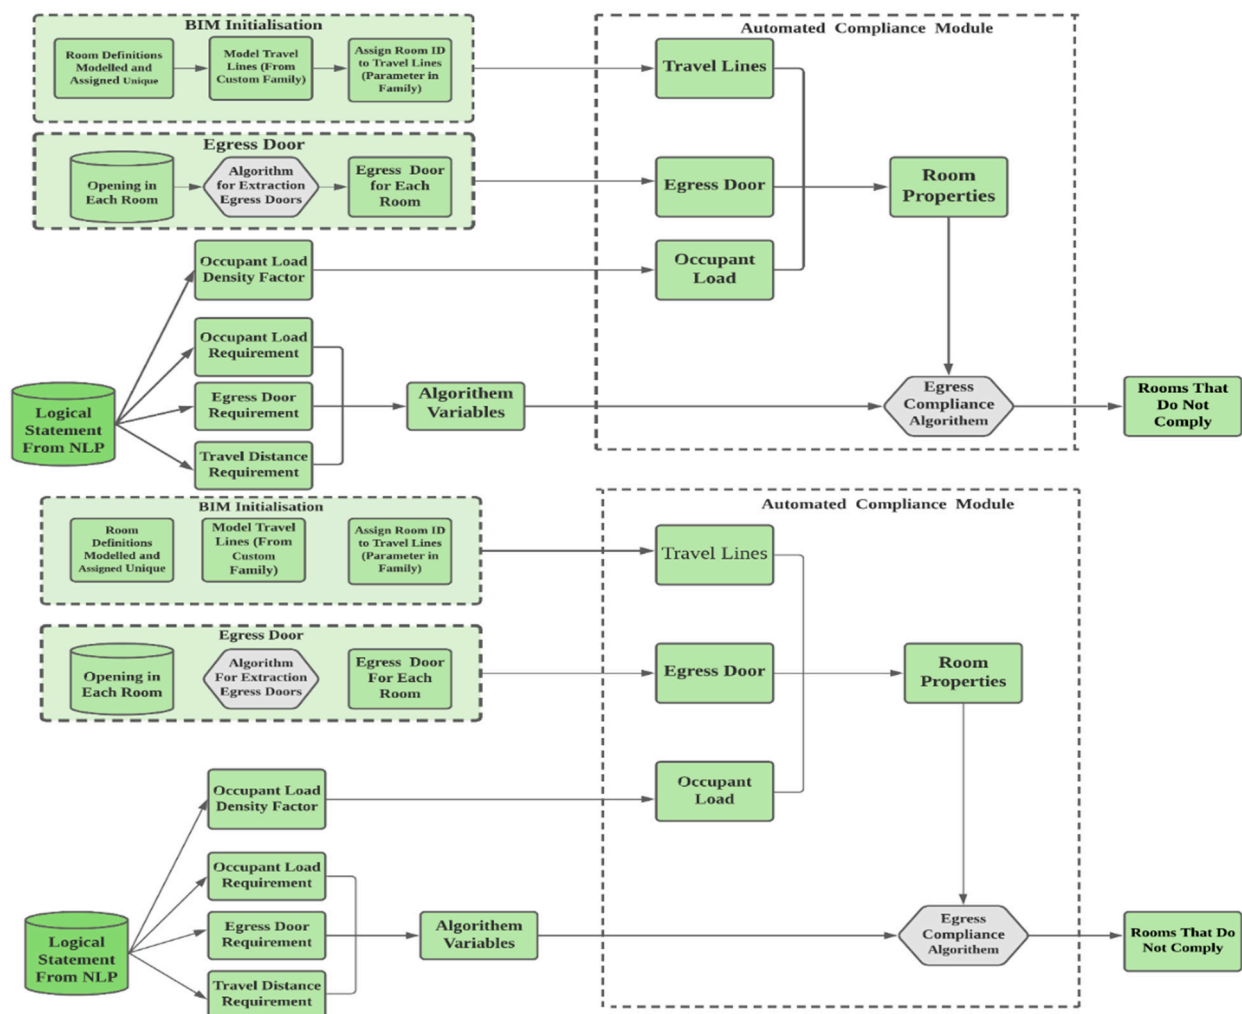 BIM Initialisation
Room Definitions
Modelled and
Assigned Unique
Model Travel
Lines (From
Custom Family)
Assign Room ID
to Travel Lines
(Parameter in
Family)
Egress Door
Opening in
Each Room
Algorithm
for Extraction
Egress Doors
Egress Door
for Each
Room
Occupant Load
Density Factor
Occupant Load
Requirement
Egress Door
Requirement
Travel Distance
Requirement
Logical
Statement
From NLP
Algorithem
Variables
Automated Compliance Module
Travel Lines
Egress Door
Occupant
Load
Room
Properties
Egress
Compliance
Algorithem
Rooms That
Do Not
Comply
BIM Initialisation
Room
Definitions
Modelled and
Assigned Unique
Model Travel
Lines (From
Custom
Family)
Assign Room ID
to Travel Lines
(Parameter in
Family)
Egress Door
Opening in
Each Room
Algorithm
For Extraction
Egress Doors
Egress Door
For Each
Room
Occupant Load
Density Factor
Occupant Load
Requirement
Egress Door
Requirement
Travel Distance
Requirement
Logical
Statement
From NLP
Algorithem
Variables
Automated Compliance Module
Travel Lines
Egress Door
Occupant
Load
Room
Properties
Egress
Compliance
Algorithem
Rooms That Do
Not Comply